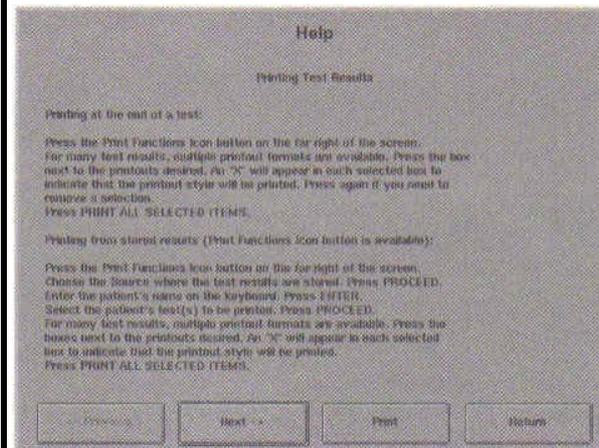 Help
Printing Test Results
Printing at the end of a test:
Press the Print Functions Icon button on the far right of the screen.
For many test results, multiple printout formats are available. Press the box
next to the printouts desired. An "X" will appear in each selected box to
indicate that the printout style will be printed. Press again if you need to
remove a selection.
Press PRINT ALL SELECTED ITEMS.
Printing from stored results (Print Functions Icon button is available):
Press the Print Functions Icon button on the far right of the screen.
Choose the Source where the test results are stored. Press PROCEED.
Enter the patient's name on the keyboard. Press ENTER.
Select the patient's test(s) to be printed. Press PROCEED.
For many test results, multiple printout formats are available. Press the
boxes next to the printouts desired. An "X" will appear in each selected
box to indicate that the printout style will be printed.
Press PRINT ALL SELECTED ITEMS.
<- Previous Next -> Print Return